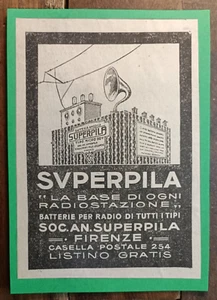 SUPERPILA
SVPERPILA
"LA BASE DI OGNI
RADIOSTAZIONE"
BATTERIE PER RADIO DI TUTTI I TIPI
SOC. AN. SUPERPILA
FIRENZE
CASELLA POSTALE 254
LISTINO GRATIS